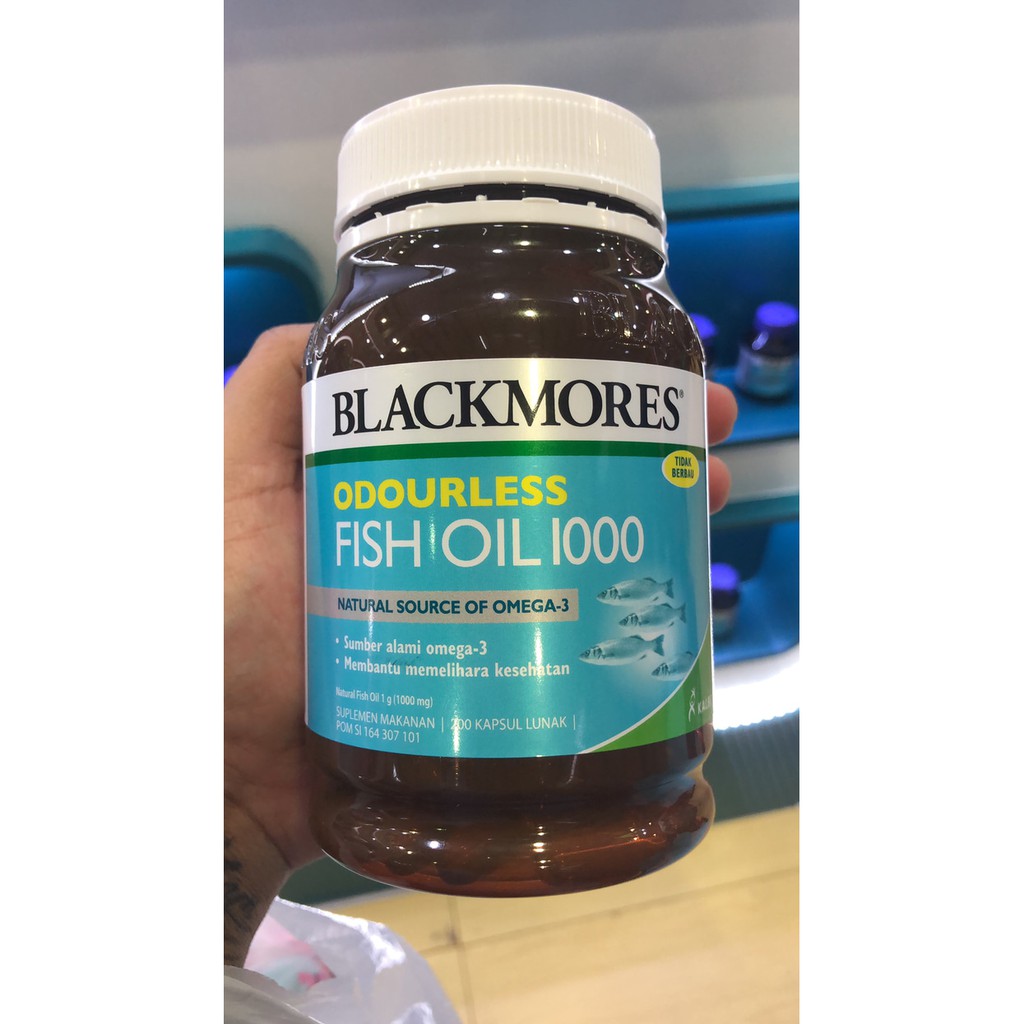 BLACKMORES®
TIDAK
BERBAU
ODOURLESS
FISH OIL 1000
NATURAL SOURCE OF OMEGA-3
• Sumber alami omega-3
• Membantu memelihara kesehatan
Natural Fish Oil 1 g (1000 mg)
SUPLEMEN MAKANAN | 200 KAPSUL LUNAK |
POM SI 164 307 101